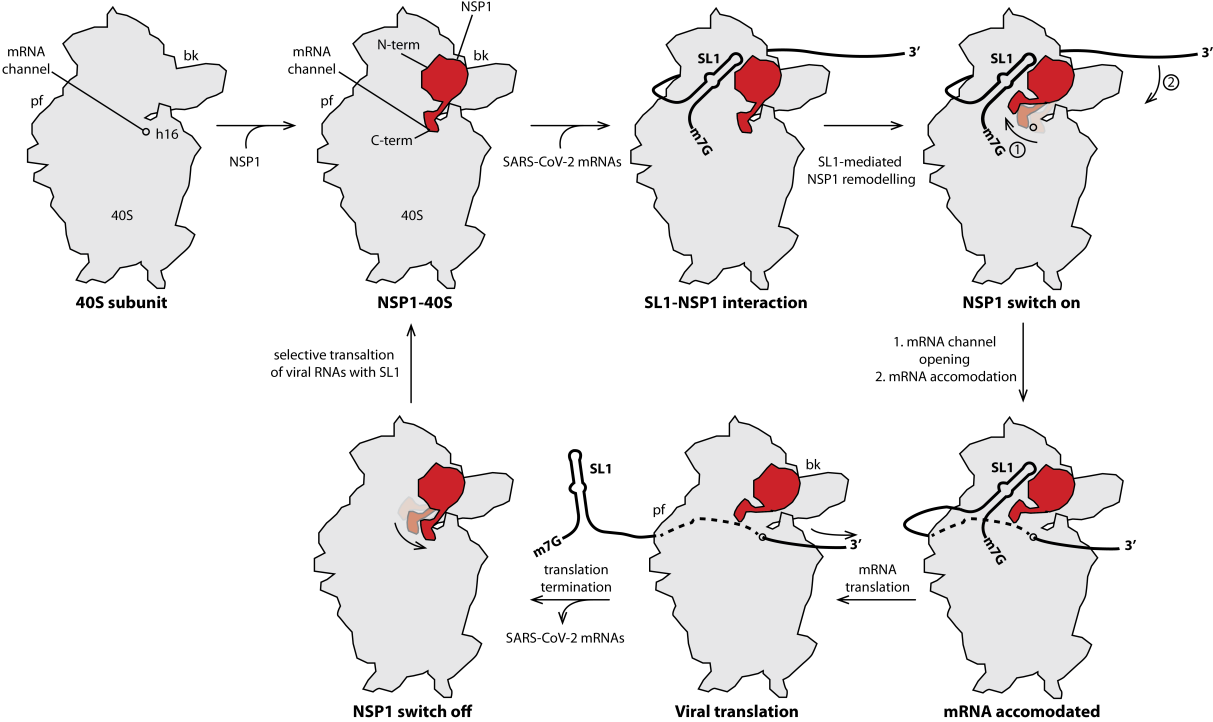 mRNA
channel
bk
pf
h16
40S
40S subunit
NSP1
NSP1
N-term
mRNA
channel
bk
pf
C-term
40S
NSP1-40S
SARS-CoV-2 mRNAs
SL1
3′
m7G
SL1-NSP1 interaction
SL1-mediated
NSP1 remodelling
SL1
3′
2
m7G
1
NSP1 switch on
1. mRNA channel
opening
2. mRNA accomodation
SL1
3′
m7G
mRNA accomodated
mRNA
translation
SL1
bk
pf
m7G
3′
Viral translation
translation
termination
SARS-CoV-2 mRNAs
NSP1 switch off
selective transaltion
of viral RNAs with SL1